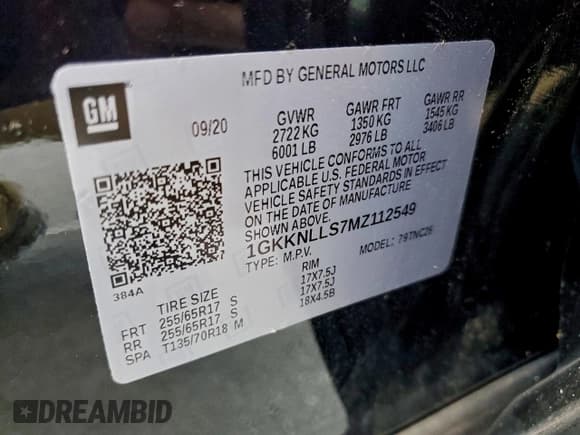 MFD BY GENERAL MOTORS LLC
GM
09/20
GVWR GAWR FRT GAWR RR
2722 KG 1350 KG 1545 KG
6001 LB 2976 LB 3406 LB
THIS VEHICLE CONFORMS TO ALL
APPLICABLE U.S. FEDERAL MOTOR
VEHICLE SAFETY STANDARDS IN EFFECT
ON THE DATE OF MANUFACTURE
SHOWN ABOVE.
1GKKNLLS7MZ112549
TYPE: M.P.V. MODEL: 79TNC26
384A
TIRE SIZE RIM
FRT 255/65R17 S 17X7.5J
RR 255/65R17 S 17X7.5J
SPA T135/70R18 M 18X4.5B
DREAMBID